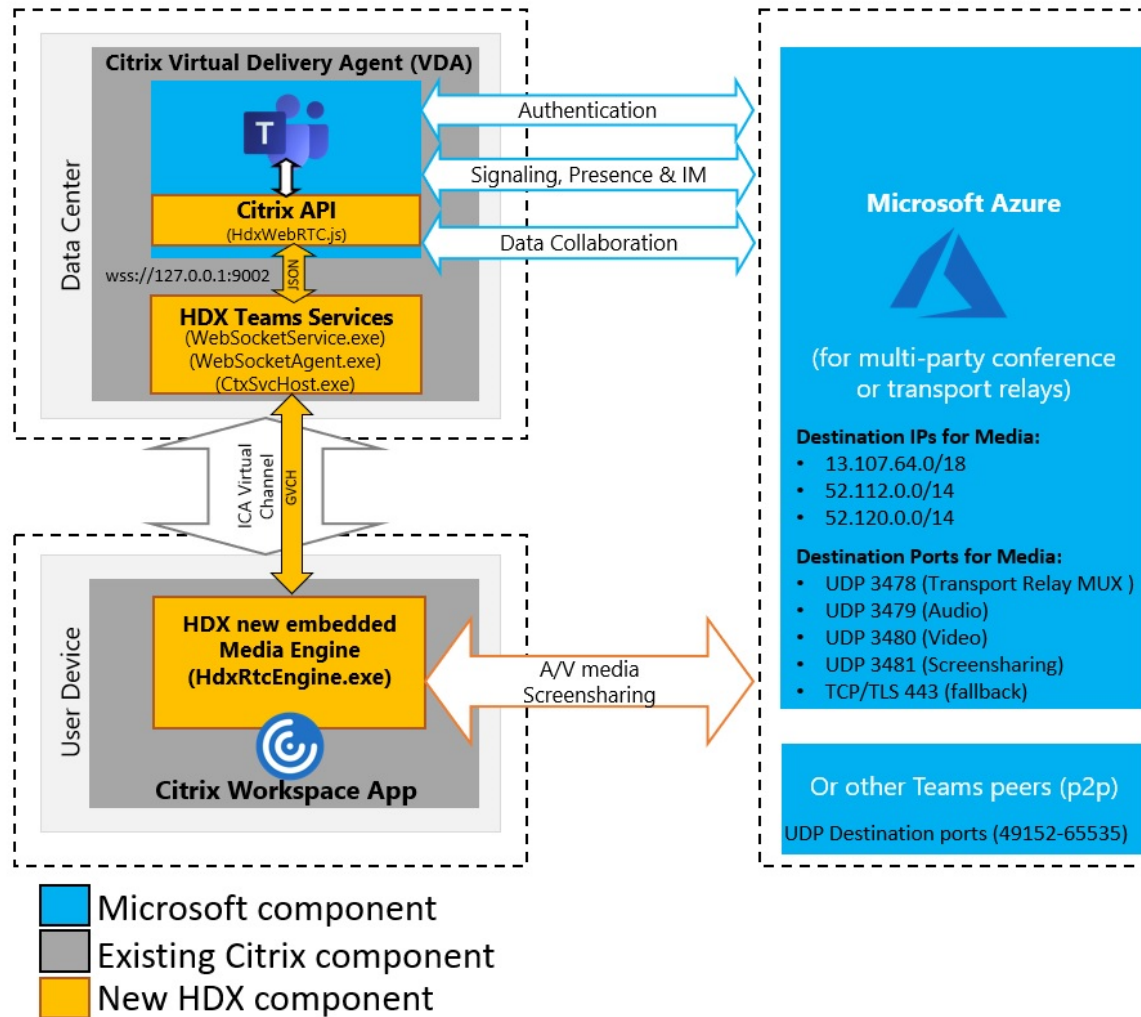 Citrix Virtual Delivery Agent (VDA)
Data Center
T
Citrix API
(HdxWebRTC.js)
wss://127.0.0.1:9002
JSON
HDX Teams Services
(WebSocketService.exe)
(WebSocketAgent.exe)
(CtxSvcHost.exe)
Authentication
Signaling, Presence & IM
Data Collaboration
ICA Virtual
Channel
GVCH
User Device
HDX new embedded
Media Engine
(HdxRtcEngine.exe)
Citrix Workspace App
A/V media
Screensharing
Microsoft Azure
(for multi-party conference
or transport relays)
Destination IPs for Media:
• 13.107.64.0/18
• 52.112.0.0/14
• 52.120.0.0/14
Destination Ports for Media:
• UDP 3478 (Transport Relay MUX )
• UDP 3479 (Audio)
• UDP 3480 (Video)
• UDP 3481 (Screensharing)
• TCP/TLS 443 (fallback)
Or other Teams peers (p2p)
UDP Destination ports (49152-65535)
Microsoft component
Existing Citrix component
New HDX component